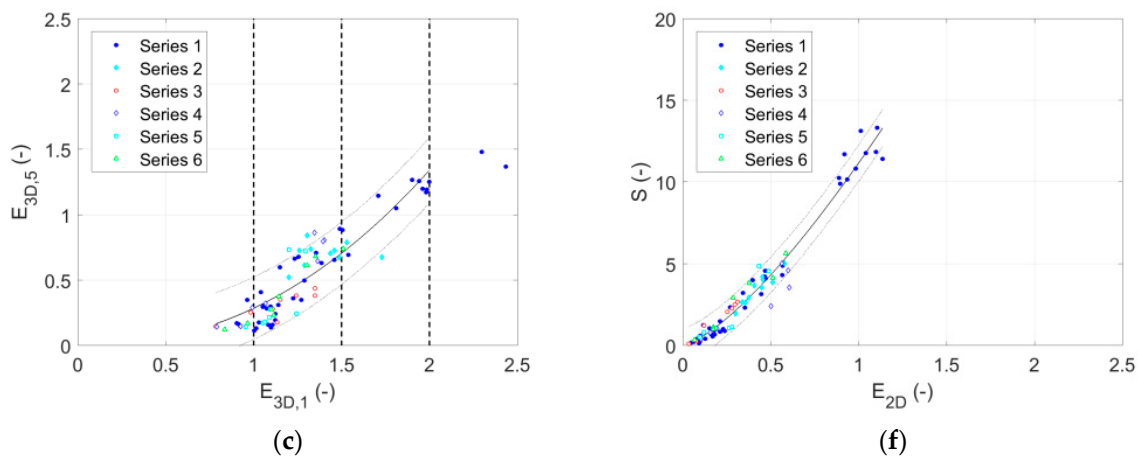 2.5
2
1.5
1
0.5
0
E3D,5 (-)
Series 1
Series 2
Series 3
Series 4
Series 5
Series 6
0 0.5 1 1.5 2 2.5
E3D,1 (-)
(c)
20
15
10
5
0
S (-)
Series 1
Series 2
Series 3
Series 4
Series 5
Series 6
0 0.5 1 1.5 2 2.5
E2D (-)
(f)